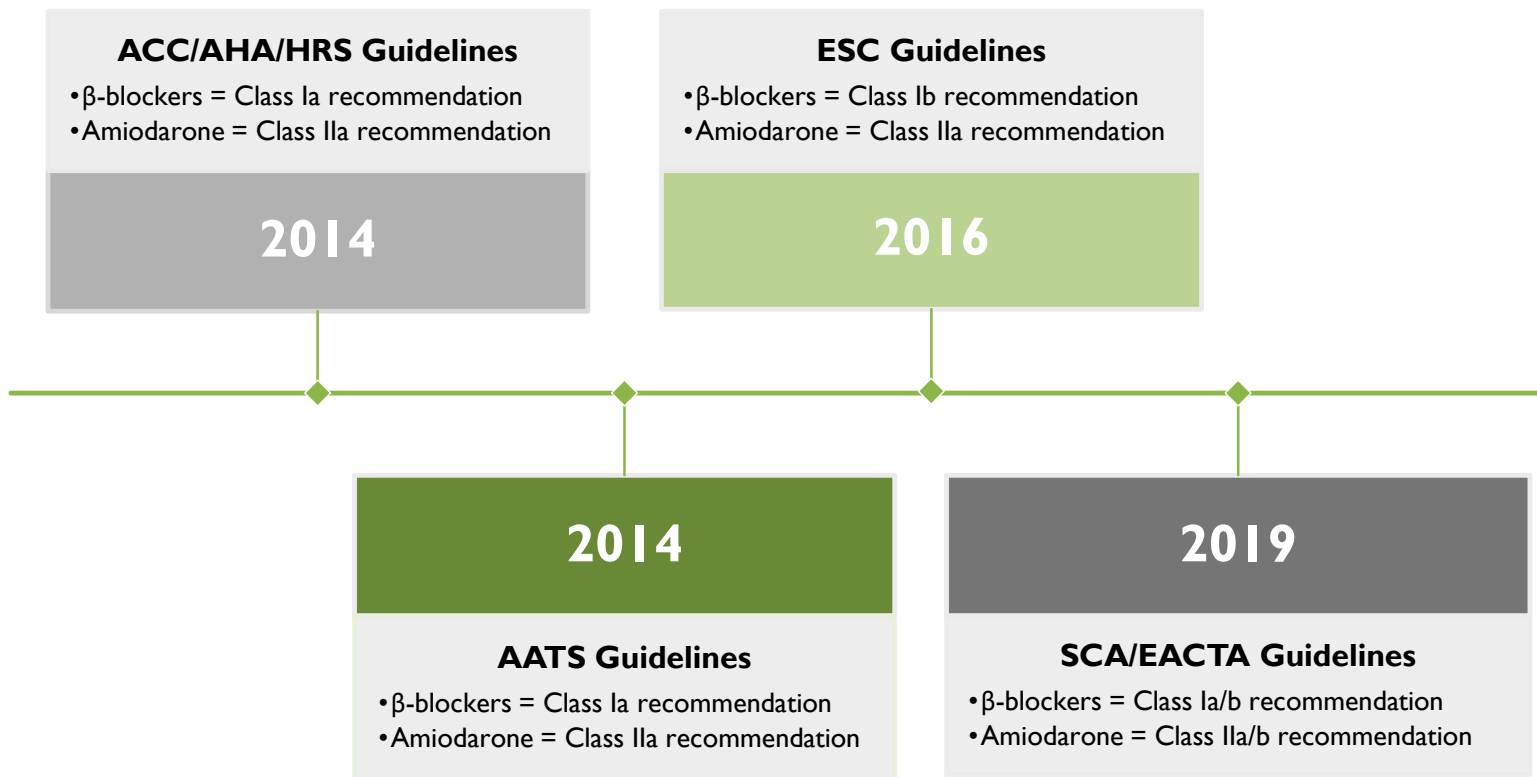 ACC/AHA/HRS Guidelines
•β-blockers = Class Ia recommendation
•Amiodarone = Class IIa recommendation
2014
2014
AATS Guidelines
•β-blockers = Class Ia recommendation
•Amiodarone = Class IIa recommendation
ESC Guidelines
•β-blockers = Class Ib recommendation
•Amiodarone = Class IIa recommendation
2016
2019
SCA/EACTA Guidelines
•β-blockers = Class Ia/b recommendation
•Amiodarone = Class IIa/b recommendation